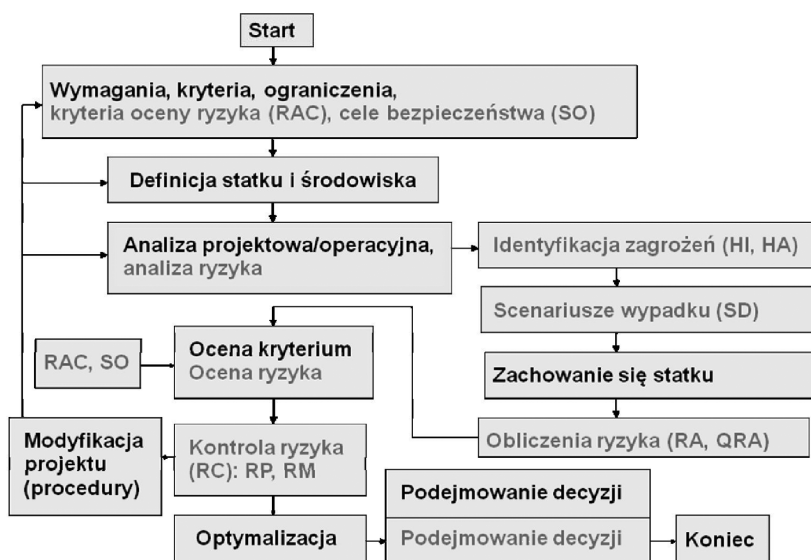 Start
Wymagania, kryteria, ograniczenia,
kryteria oceny ryzyka (RAC), cele bezpieczeństwa (SO)
Definicja statku i środowiska
Analiza projektowa/operacyjna,
analiza ryzyka
Identyfikacja zagrożeń (HI, HA)
Scenariusze wypadku (SD)
Zachowanie się statku
Obliczenia ryzyka (RA, QRA)
RAC, SO
Ocena kryterium
Ocena ryzyka
Kontrola ryzyka
(RC): RP, RM
Modyfikacja
projektu
(procedury)
Optymalizacja
Podejmowanie decyzji
Podejmowanie decyzji
Koniec